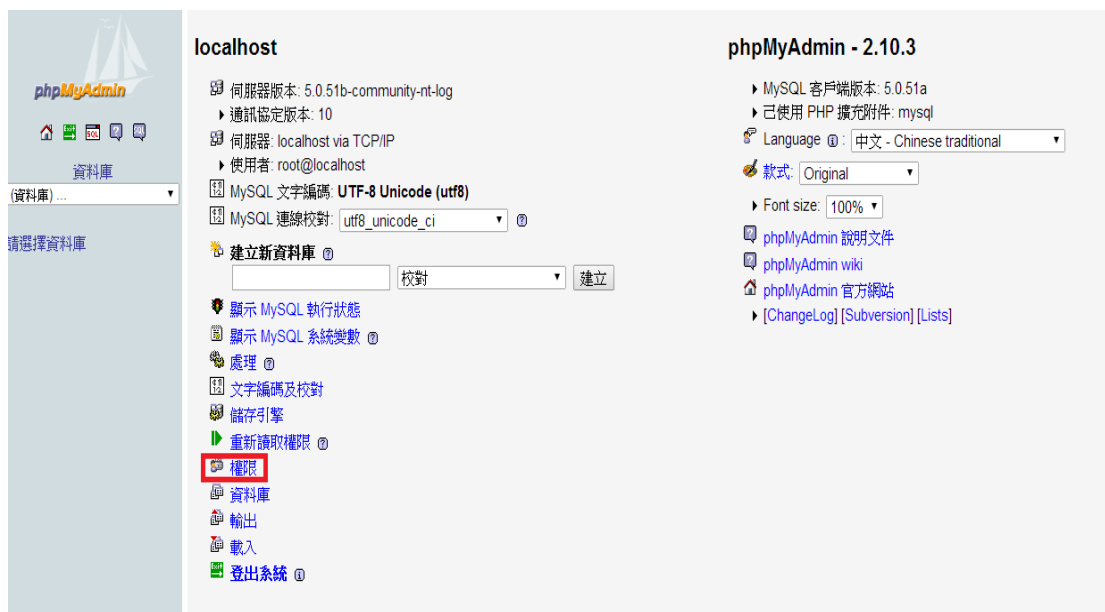 phpMyAdmin
資料庫
(資料庫) ...
請選擇資料庫
localhost
伺服器版本: 5.0.51b-community-nt-log
通訊協定版本: 10
伺服器: localhost via TCP/IP
使用者: root@localhost
MySQL 文字編碼: UTF-8 Unicode (utf8)
MySQL 連線校對: utf8_unicode_ci
建立新資料庫
校對 建立
顯示 MySQL 執行狀態
顯示 MySQL 系統變數
處理
文字編碼及校對
儲存引擎
重新讀取權限
權限
資料庫
輸出
載入
登出系統
phpMyAdmin - 2.10.3
MySQL 客戶端版本: 5.0.51a
已使用 PHP 擴充附件: mysql
Language : 中文 - Chinese traditional
款式: Original
Font size: 100%
phpMyAdmin 說明文件
phpMyAdmin wiki
phpMyAdmin 官方網站
[ChangeLog] [Subversion] [Lists]